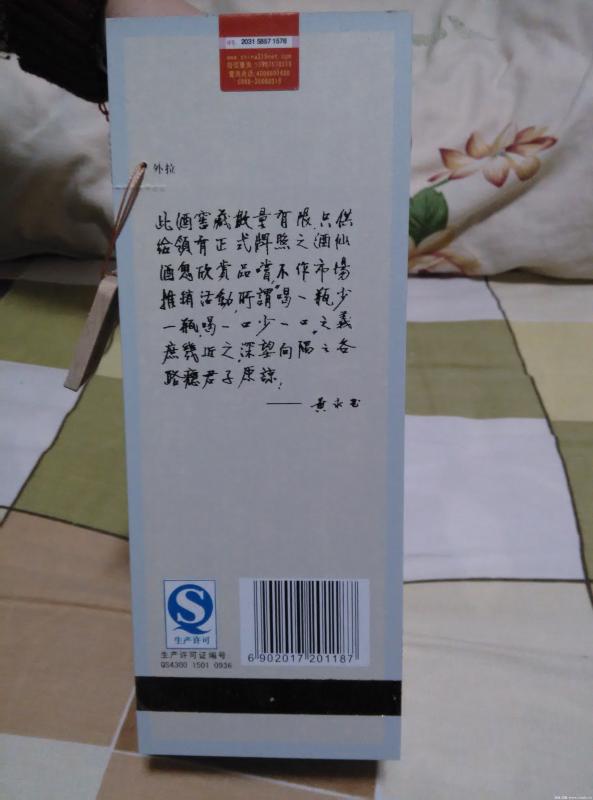 2031 5887 1578
外拉
此酒窖藏數量有限,只供
給領有正式牌照之酒仙
酒鬼欣賞品嚐,不作市場
推銷活動,所謂喝一瓶少
一瓶,喝一口少一口,之義
庶幾近之,深望向隅之各
路癮君子原諒,
——黄永玉
生产许可
生产许可证编号:
QS4300 1501 0936
6 902017 201187